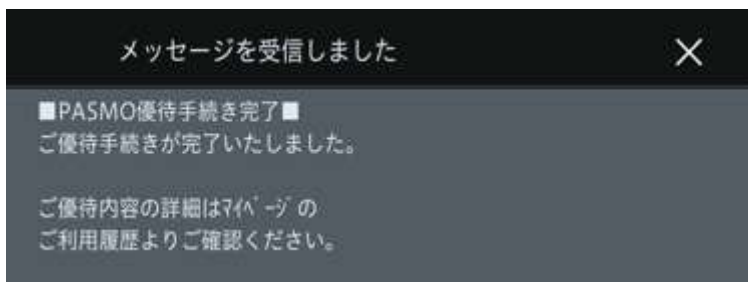 メッセージを受信しました
■PASMO優待手続き完了■
ご優待手続きが完了いたしました。
ご優待内容の詳細はﾏｲﾍﾟｰｼﾞの
ご利用履歴よりご確認ください。